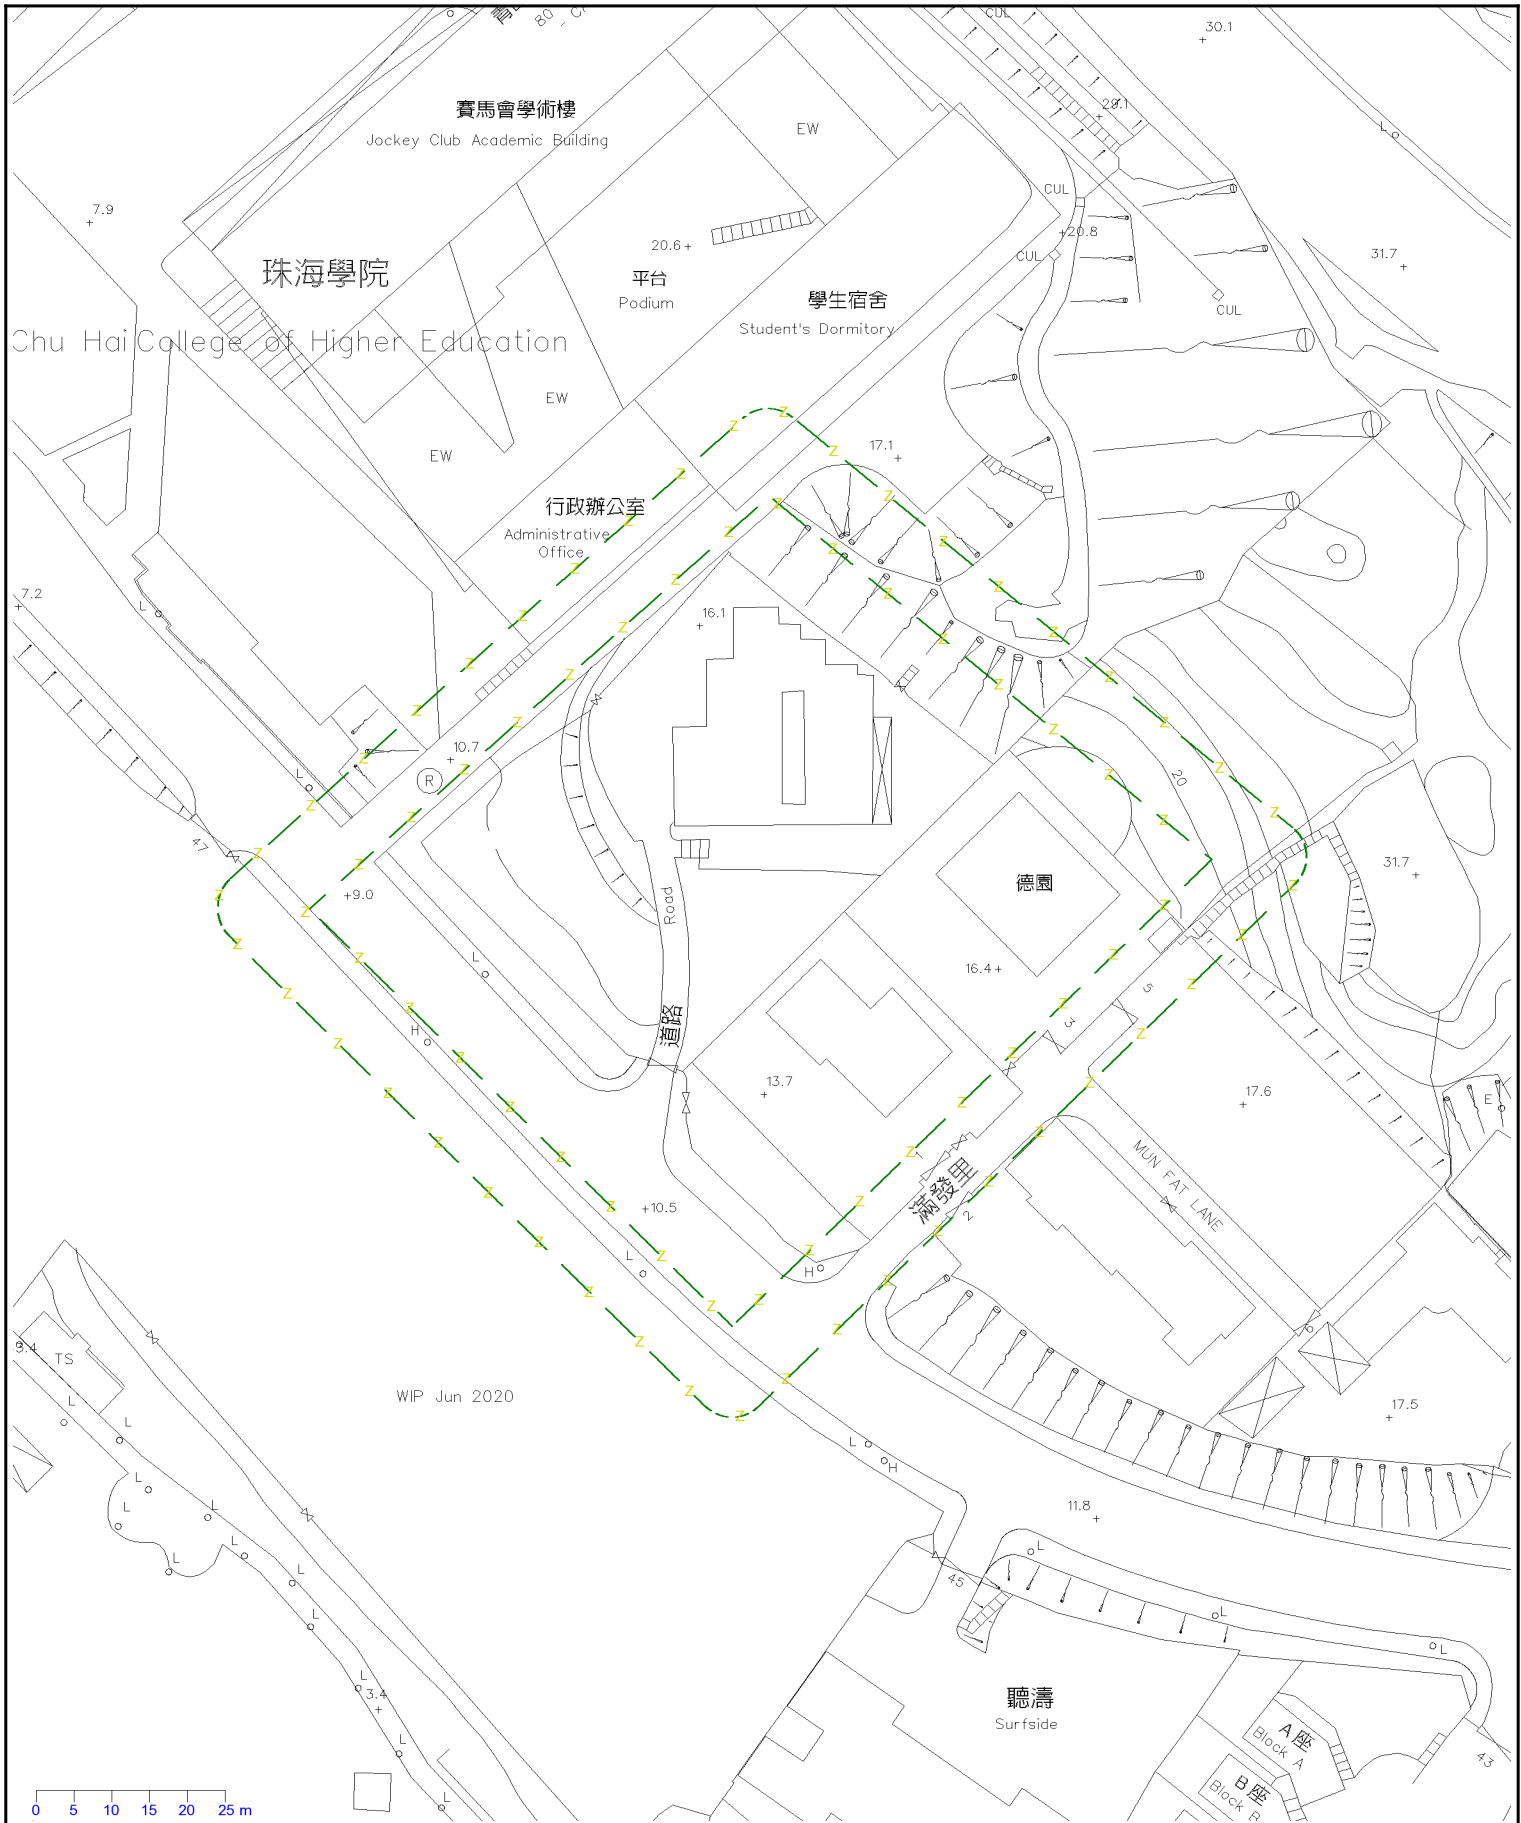 CUL
30.1
賽馬會學術樓
Jockey Club Academic Building
EW
29.1
L
7.9
CUL
20.8
20.6
CUL
31.7
珠海學院
平台
Podium
學生宿舍
Student's Dormitory
CUL
Chu Hai College of Higher Education
EW
EW
17.1
行政辦公室
Administrative
Office
7.2
L
16.1
10.7
R
L
20
47
9.0
Road
德園
31.7
16.4
L
5
3
H
道路
13.7
17.6
E
1
滿發里
MUN FAT LANE
10.5
2
L
H
6
3.4
TS
WIP Jun 2020
17.5
L
L
L
H
L
L
L
L
L
11.8
L
45
L
L
L
L
3.4
聽濤
Surfside
A座
Block A
43
B座
Block B
L
L
0 5 10 15 20 25 m